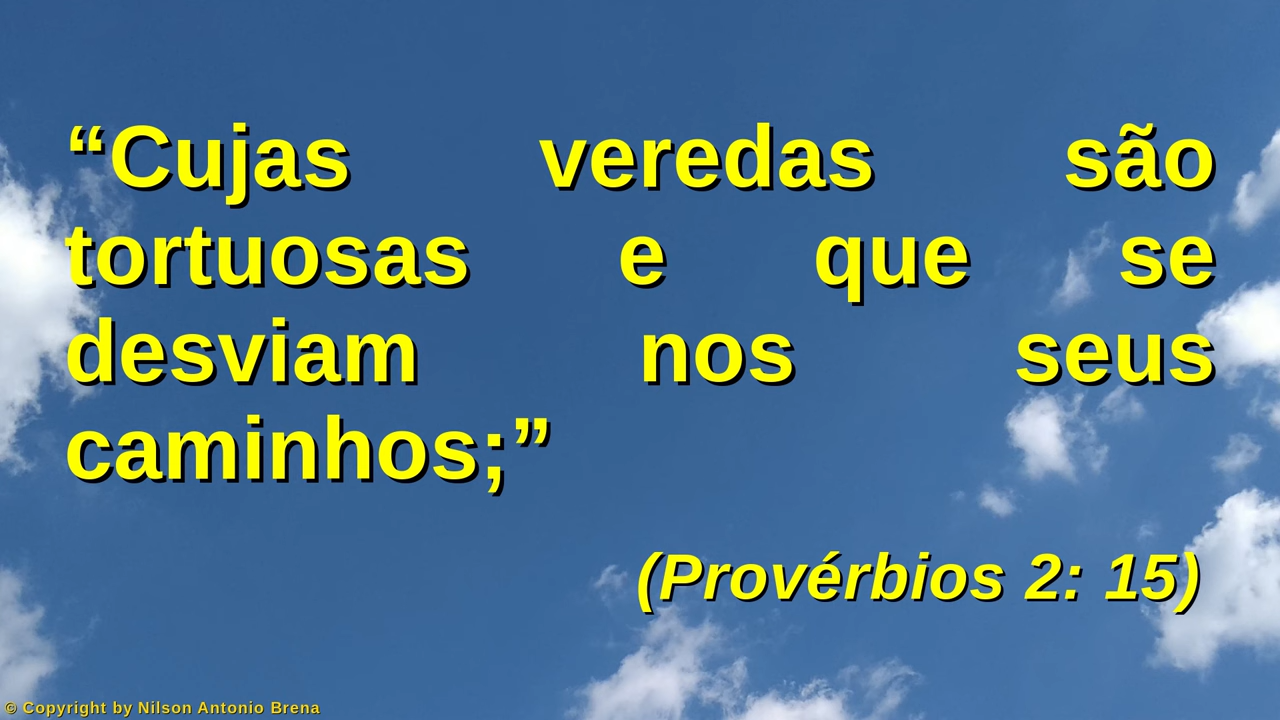 “Cujas veredas são
tortuosas e que se
desviam nos seus
caminhos;”
(Provérbios 2: 15)
© Copyright by Nilson Antonio Brena